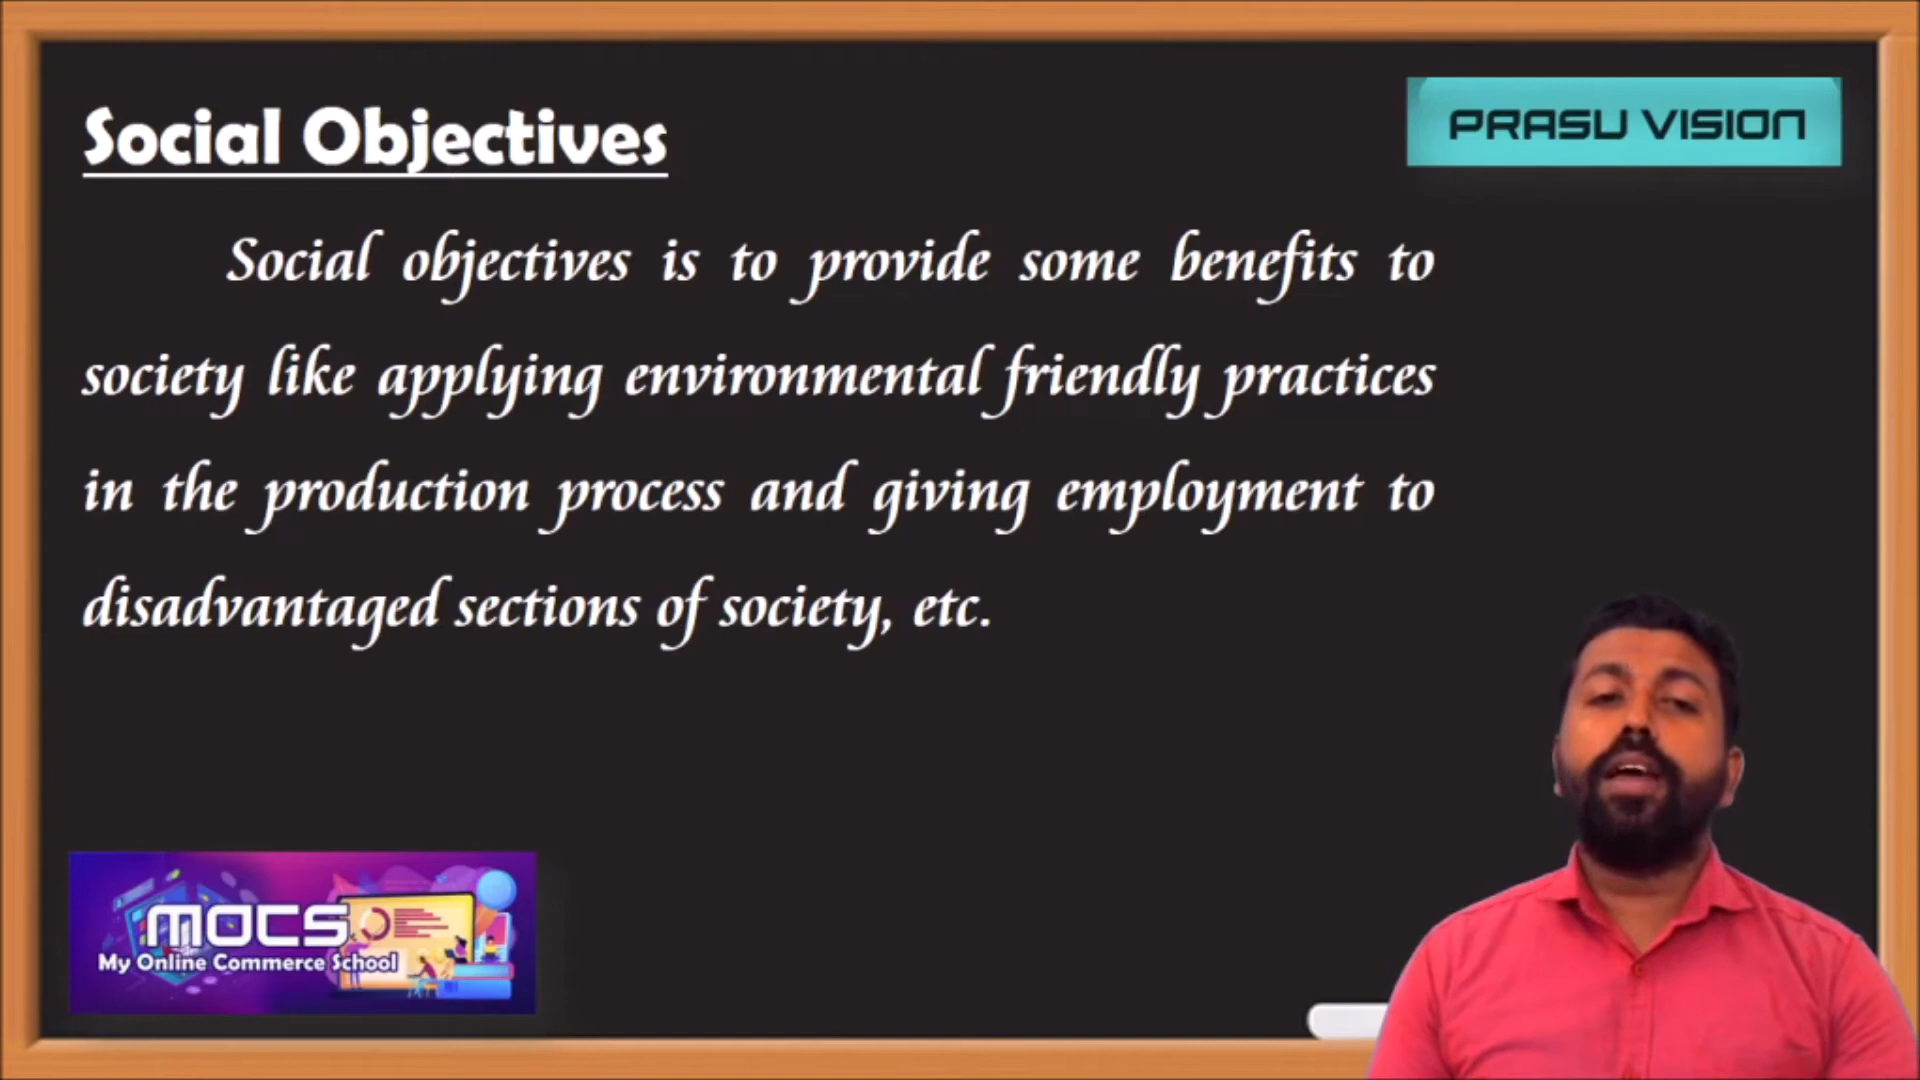 Social Objectives
PRASU VISION
Social objectives is to provide some benefits to
society like applying environmental friendly practices
in the production process and giving employment to
disadvantaged sections of society, etc.
MOCS
My Online Commerce School